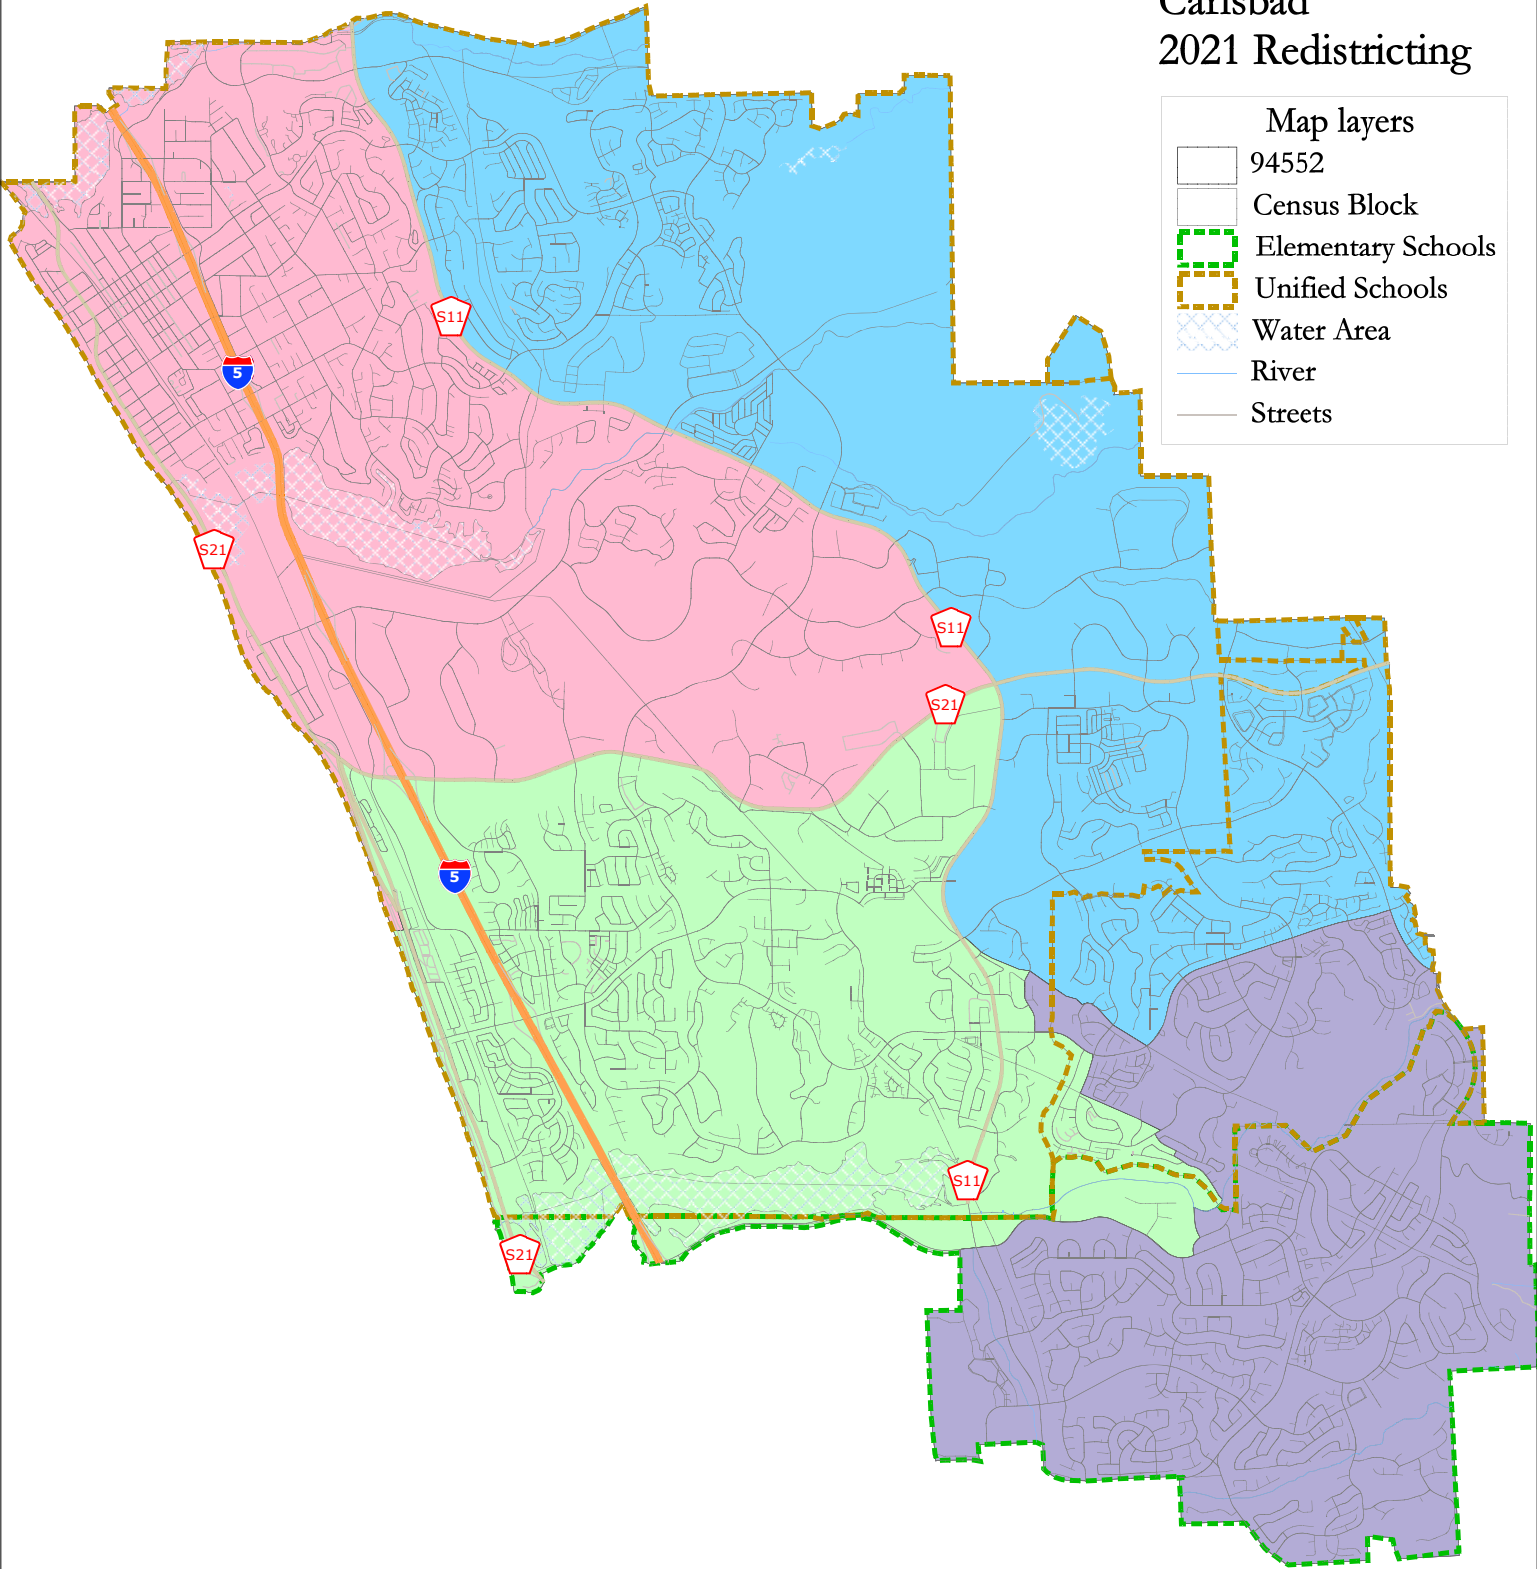 Carlsbad
2021 Redistricting
Map layers
94552
Census Block
Elementary Schools
Unified Schools
Water Area
River
Streets
S11
5
S21
S11
S21
5
S11
S21